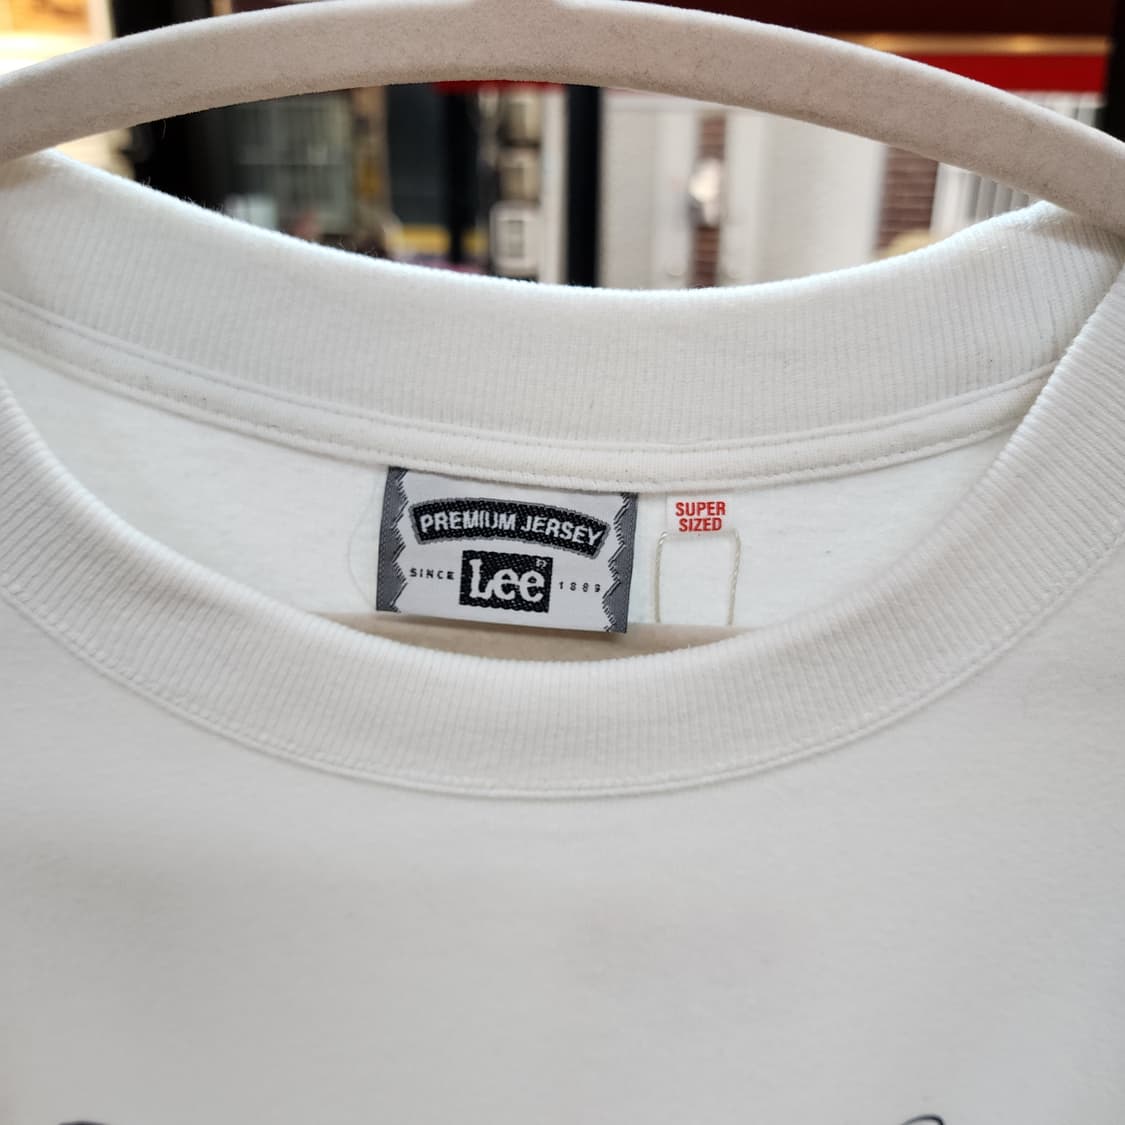 PREMIUM JERSEY
SINCE Lee® 1889
SUPER
SIZED